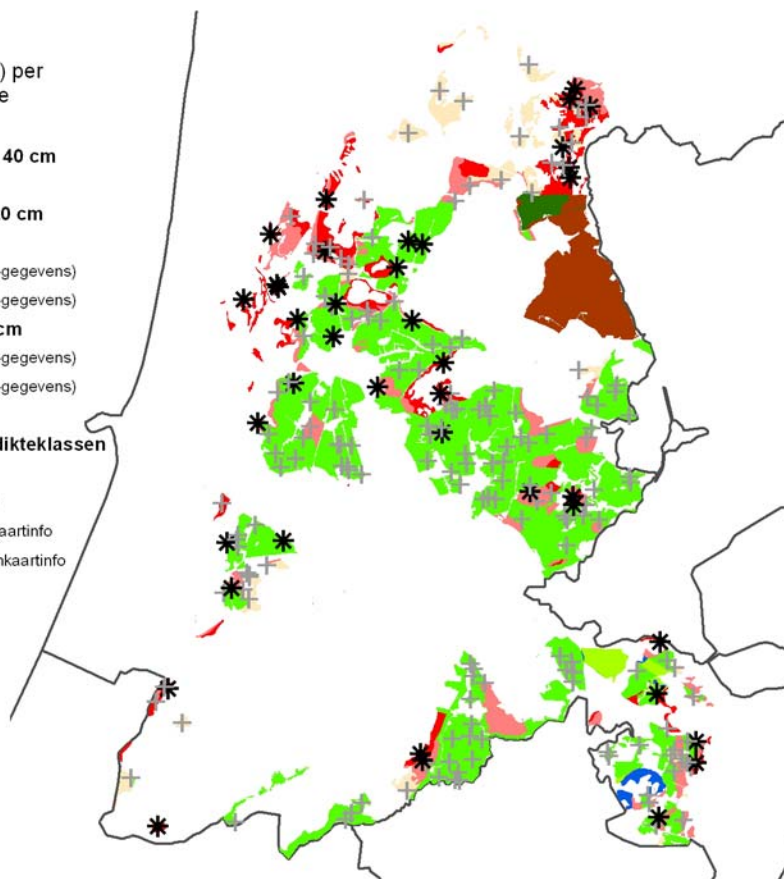 ) per
e
40 cm
0 cm
-gegevens)
-gegevens)
cm
-gegevens)
-gegevens)
dikteklassen
aartinfo
nkaartinfo